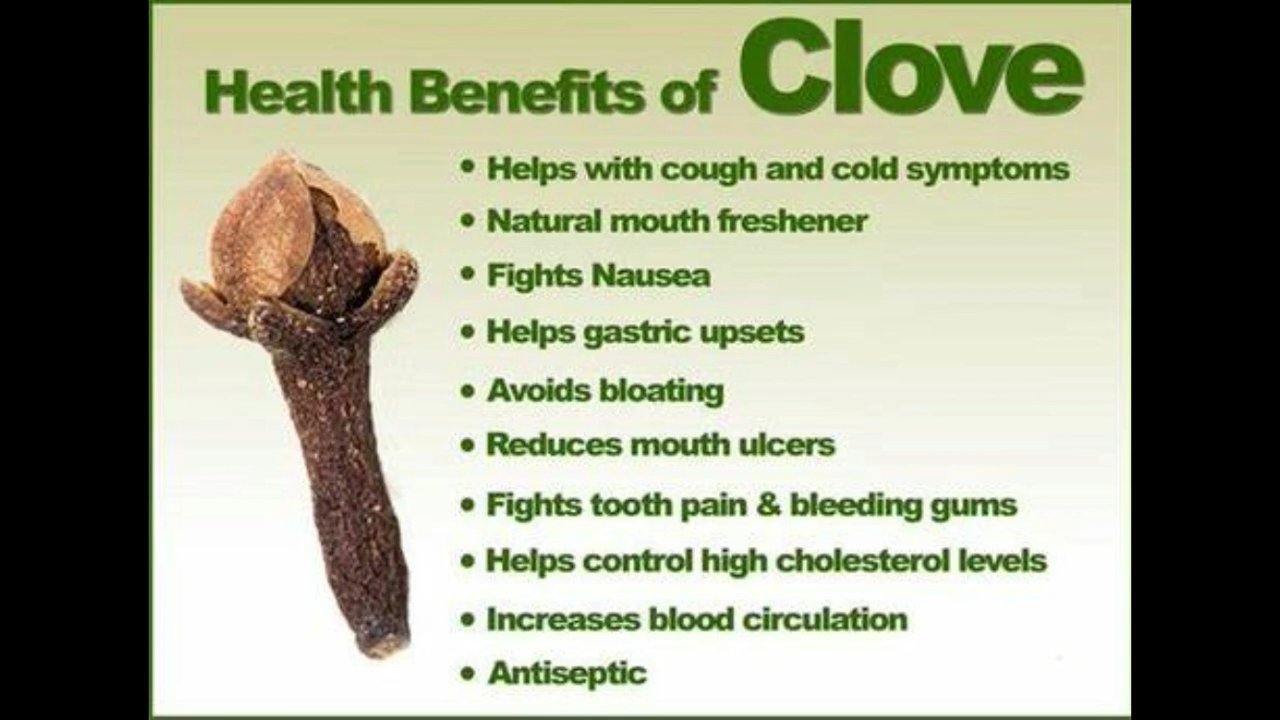 Health Benefits of Clove
• Helps with cough and cold symptoms
• Natural mouth freshener
• Fights Nausea
• Helps gastric upsets
• Avoids bloating
• Reduces mouth ulcers
• Fights tooth pain & bleeding gums
• Helps control high cholesterol levels
• Increases blood circulation
• Antiseptic